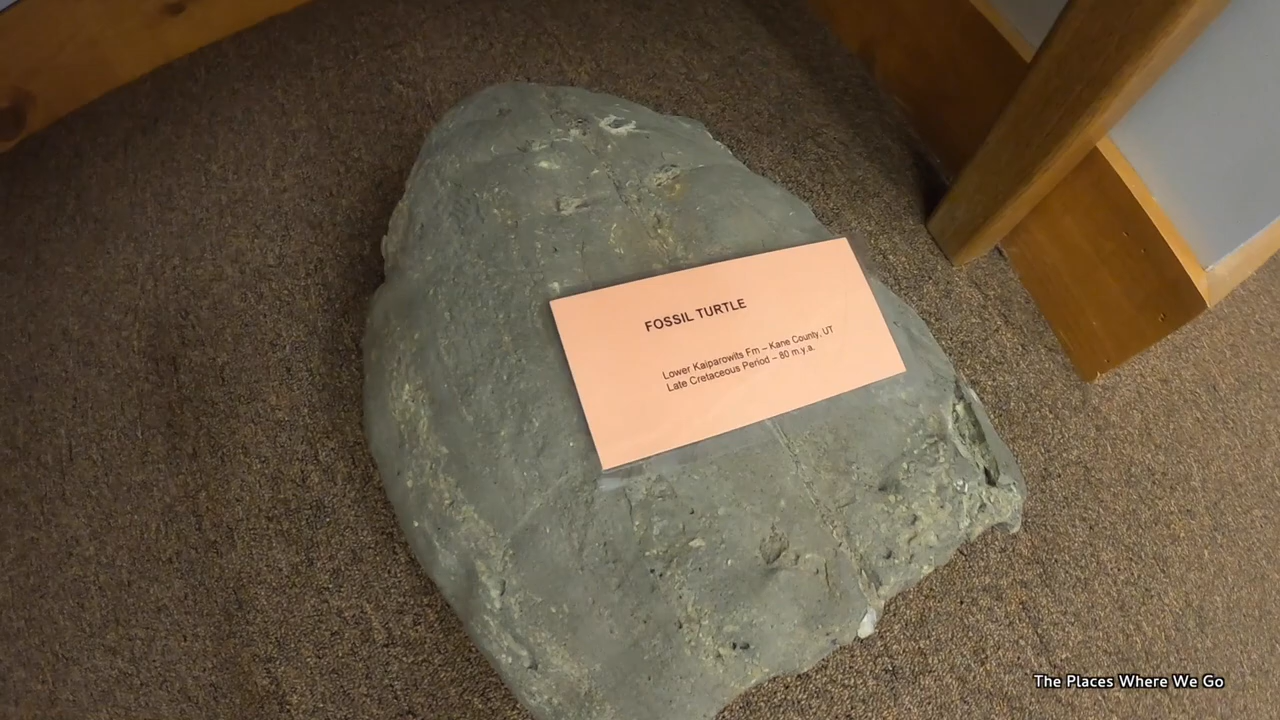 FOSSIL TURTLE
Lower Kaiparowits Fm – Kane County, UT
Late Cretaceous Period – 80 m.y.a.
The Places Where We Go